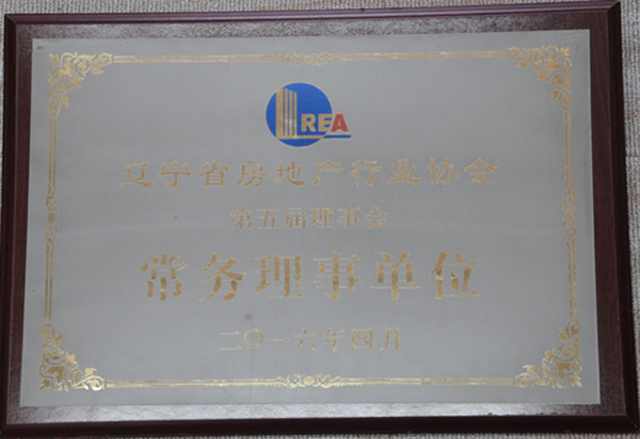 LREA
辽宁省房地产行业协会
第五届理事会
常务理事单位
二〇一六年四月